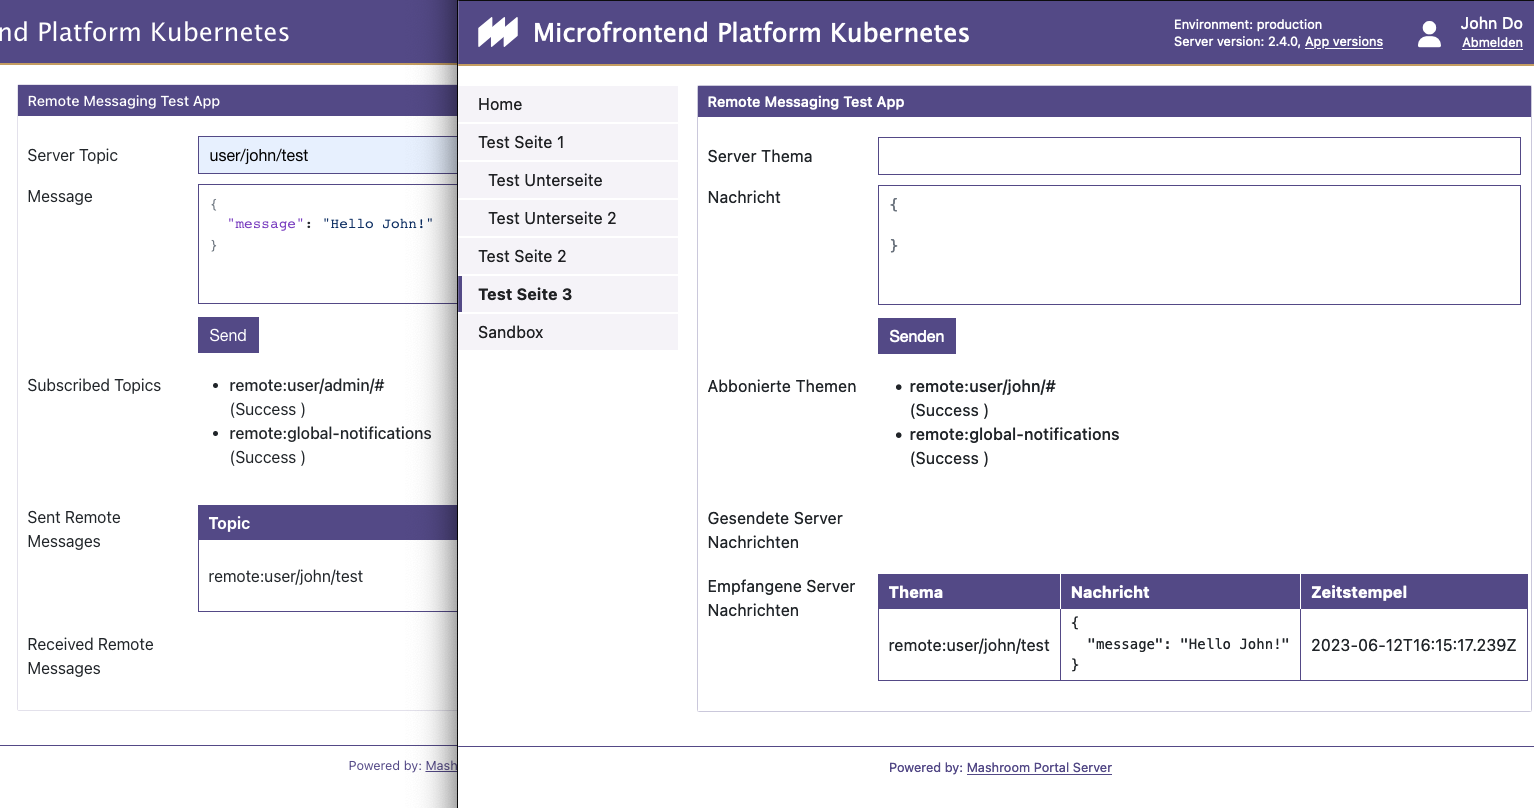 nd Platform Kubernetes
Remote Messaging Test App
Server Topic
user/john/test
Message
{
"message": "Hello John!"
}
Send
Subscribed Topics
• remote:user/admin/#
(Success )
• remote:global-notifications
(Success )
Sent Remote
Messages
Topic
remote:user/john/test
Received Remote
Messages
Powered by: Mash
Microfrontend Platform Kubernetes
Environment: production
Server version: 2.4.0, App versions
John Do
Abmelden
Home
Test Seite 1
Test Unterseite
Test Unterseite 2
Test Seite 2
Test Seite 3
Sandbox
Remote Messaging Test App
Server Thema
Nachricht
{
}
Senden
Abbonierte Themen
• remote:user/john/#
(Success )
• remote:global-notifications
(Success )
Gesendete Server
Nachrichten
Empfangene Server
Nachrichten
Thema Nachricht Zeitstempel
{
remote:user/john/test "message": "Hello John!" 2023-06-12T16:15:17.239Z
}
Powered by: Mashroom Portal Server